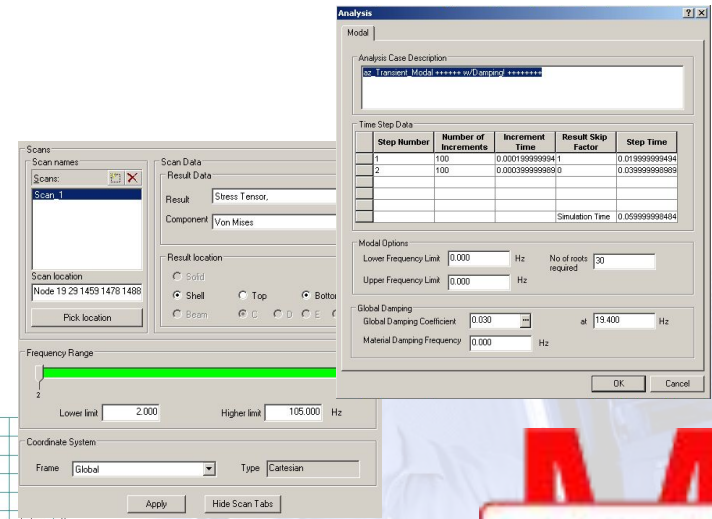 Analysis
Modal
Analysis Case Description
az_Transient_Modal ++++++ w/Damping! ++++++++
Time Step Data
Step Number Number of Increments Increment Time Result Skip Factor Step Time
1 100 0.000199999994 1 0.019999999494
2 100 0.000399999989 0 0.039999998989
Simulation Time 0.059999998484
Modal Options
Lower Frequency Limit 0.000 Hz No of roots required 30
Upper Frequency Limit 0.000 Hz
Global Damping
Global Damping Coefficient 0.030 ... at 19.400 Hz
Material Damping Frequency 0.000 Hz
OK Cancel
Scans
Scan names
Scans:
Scan_1
Scan location
Node 19 29 1459 1478 1488
Pick location
Scan Data
Result Data
Result Stress Tensor,
Component Von Mises
Result location
Solid
Shell Top
Beam C D E
Frequency Range
2
Lower limit 2.000 Higher limit 105.000 Hz
Coordinate System
Frame Global Type Cartesian
Apply Hide Scan Tabs